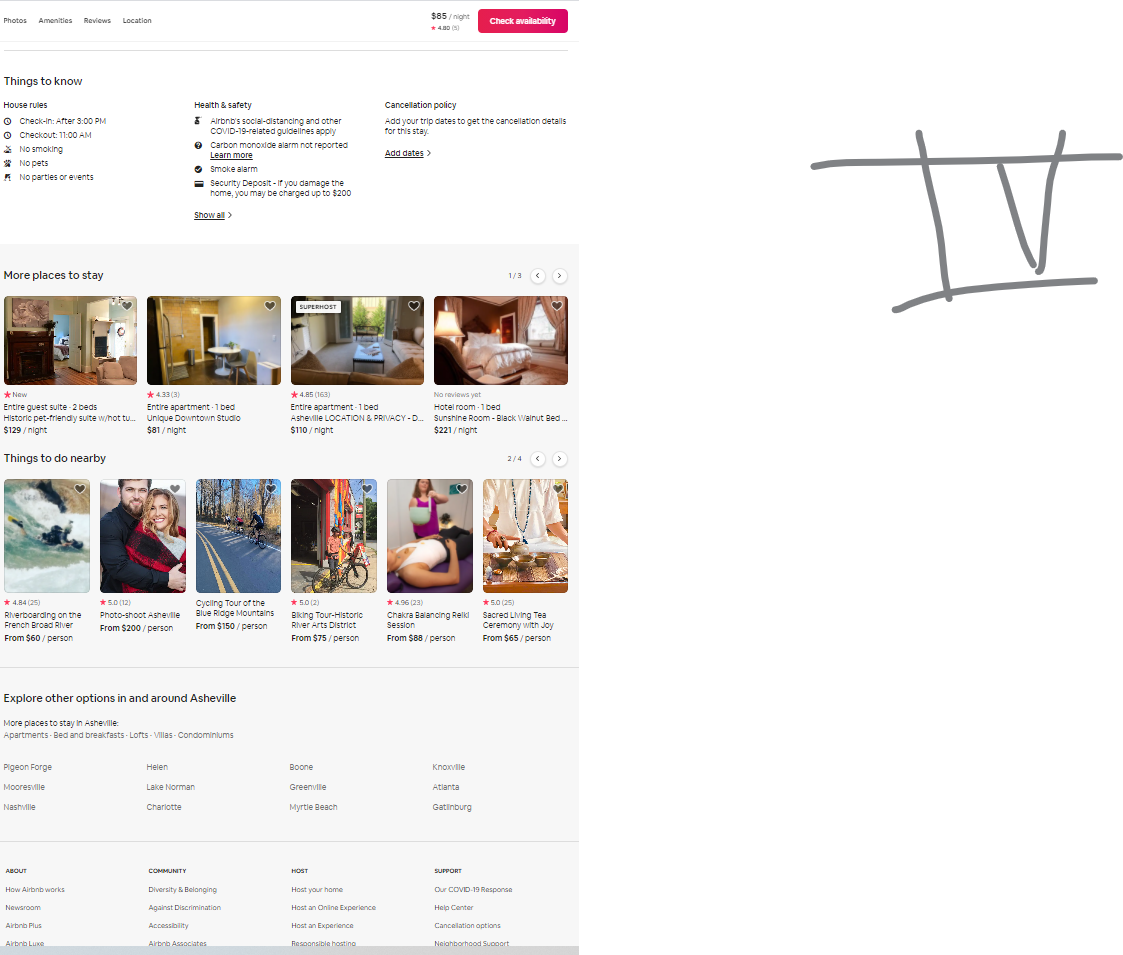 Photos Amenities Reviews Location
$85 / night
★ 4.80 (5)
Check availability
Things to know
House rules
Check-in: After 3:00 PM
Checkout: 11:00 AM
No smoking
No pets
No parties or events
Health & safety
Airbnb's social-distancing and other
COVID-19-related guidelines apply
Carbon monoxide alarm not reported
Learn more
Smoke alarm
Security Deposit - if you damage the
home, you may be charged up to $200
Show all >
Cancellation policy
Add your trip dates to get the cancellation details
for this stay.
Add dates >
IV
More places to stay
1 / 3
★ New
Entire guest suite · 2 beds
Historic pet-friendly suite w/hot tu...
$129 / night
★ 4.33 (3)
Entire apartment · 1 bed
Unique Downtown Studio
$81 / night
SUPERHOST
★ 4.85 (163)
Entire apartment · 1 bed
Asheville LOCATION & PRIVACY - D...
$110 / night
No reviews yet
Hotel room · 1 bed
Sunshine Room - Black Walnut Bed ...
$221 / night
Things to do nearby
2 / 4
★ 4.84 (25)
Riverboarding on the
French Broad River
From $60 / person
★ 5.0 (12)
Photo-shoot Asheville
From $200 / person
Cycling Tour of the
Blue Ridge Mountains
From $150 / person
★ 5.0 (2)
Biking Tour-Historic
River Arts District
From $75 / person
★ 4.96 (23)
Chakra Balancing Reiki
Session
From $88 / person
★ 5.0 (25)
Sacred Living Tea
Ceremony with Joy
From $65 / person
Explore other options in and around Asheville
More places to stay in Asheville:
Apartments · Bed and breakfasts · Lofts · Villas · Condominiums
Pigeon Forge Helen Boone Knoxville
Mooresville Lake Norman Greenville Atlanta
Nashville Charlotte Myrtle Beach Gatlinburg
ABOUT COMMUNITY HOST SUPPORT
How Airbnb works Diversity & Belonging Host your home Our COVID-19 Response
Newsroom Against Discrimination Host an Online Experience Help Center
Airbnb Plus Accessibility Host an Experience Cancellation options
Airbnb Luxe Airbnb Associates Responsible hosting Neighborhood Support